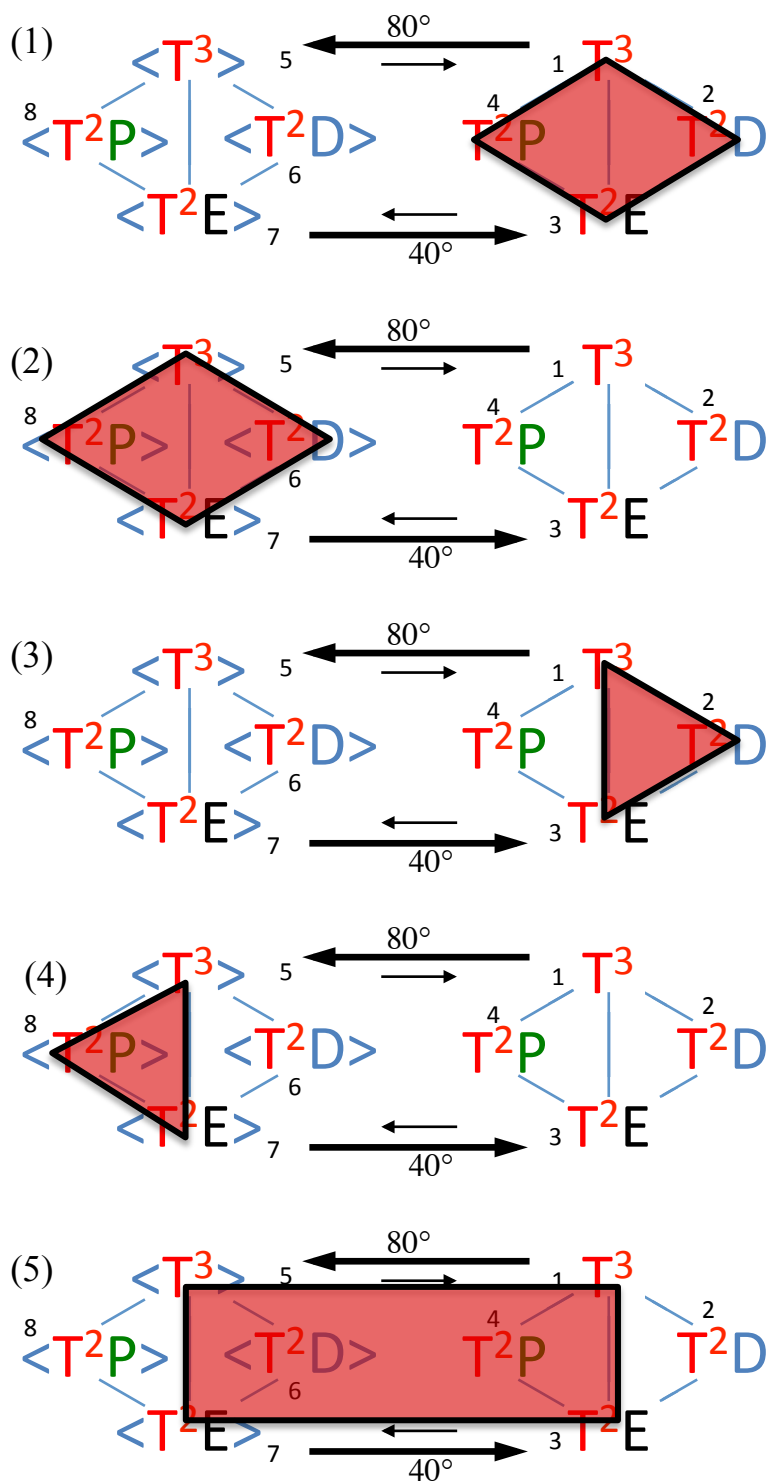 (1) <T³> 5 80° 1 T³
8 <T²P> <T²D> 4 T²P 2 T²D
6
<T²E> 7 40° 3 T²E
(2) <T³> 5 80° 1 T³
8 <T²P> <T²D> 4 T²P 2 T²D
6
<T²E> 7 40° 3 T²E
(3) <T³> 5 80° 1 T³
8 <T²P> <T²D> 4 T²P 2 T²D
6
<T²E> 7 40° 3 T²E
(4) <T³> 5 80° 1 T³
8 <T²P> <T²D> 4 T²P 2 T²D
6
<T²E> 7 40° 3 T²E
(5) <T³> 5 80° 1 T³
8 <T²P> <T²D> 4 T²P 2 T²D
6
<T²E> 7 40° 3 T²E